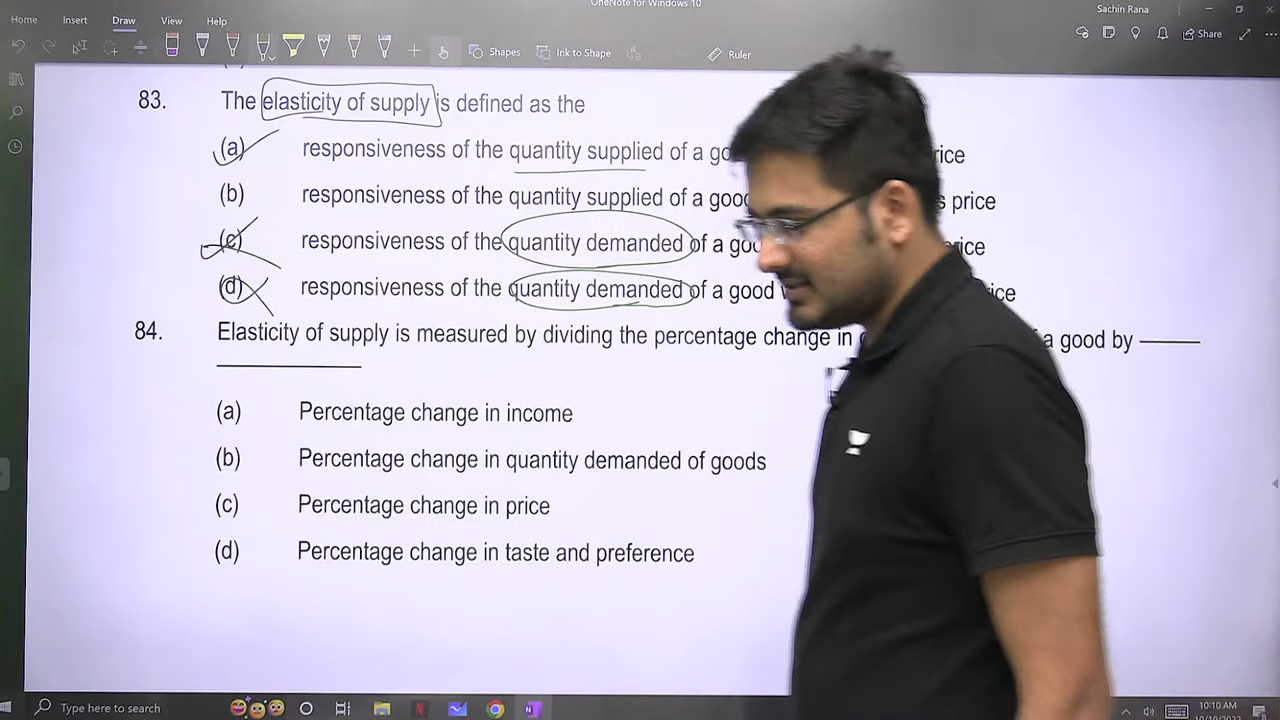 OneNote for Windows 10
Sachin Rana
Home Insert Draw View Help
Shapes Ink to Shape Ruler Share
83. The elasticity of supply is defined as the
(a) responsiveness of the quantity supplied of a rice
(b) responsiveness of the quantity supplied of a good price
(c) responsiveness of the quantity demanded of a rice
(d) responsiveness of the quantity demanded of a good ice
84. Elasticity of supply is measured by dividing the percentage change in a good by
(a) Percentage change in income
(b) Percentage change in quantity demanded of goods
(c) Percentage change in price
(d) Percentage change in taste and preference
Type here to search
10:10 AM